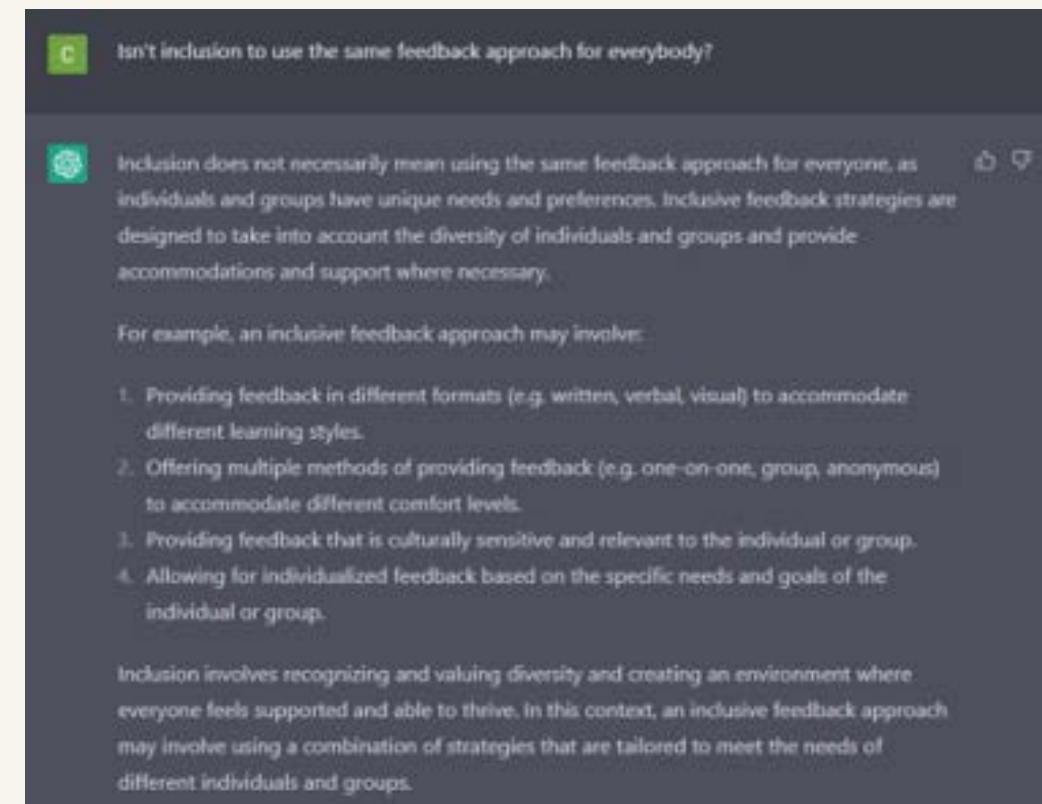 C
Isn't inclusion to use the same feedback approach for everybody?
Inclusion does not necessarily mean using the same feedback approach for everyone, as
individuals and groups have unique needs and preferences. Inclusive feedback strategies are
designed to take into account the diversity of individuals and groups and provide
accommodations and support where necessary.
For example, an inclusive feedback approach may involve:
1. Providing feedback in different formats (e.g. written, verbal, visual) to accommodate
different learning styles.
2. Offering multiple methods of providing feedback (e.g. one-on-one, group, anonymous)
to accommodate different comfort levels.
3. Providing feedback that is culturally sensitive and relevant to the individual or group.
4. Allowing for individualized feedback based on the specific needs and goals of the
individual or group.
Inclusion involves recognizing and valuing diversity and creating an environment where
everyone feels supported and able to thrive. In this context, an inclusive feedback approach
may involve using a combination of strategies that are tailored to meet the needs of
different individuals and groups.